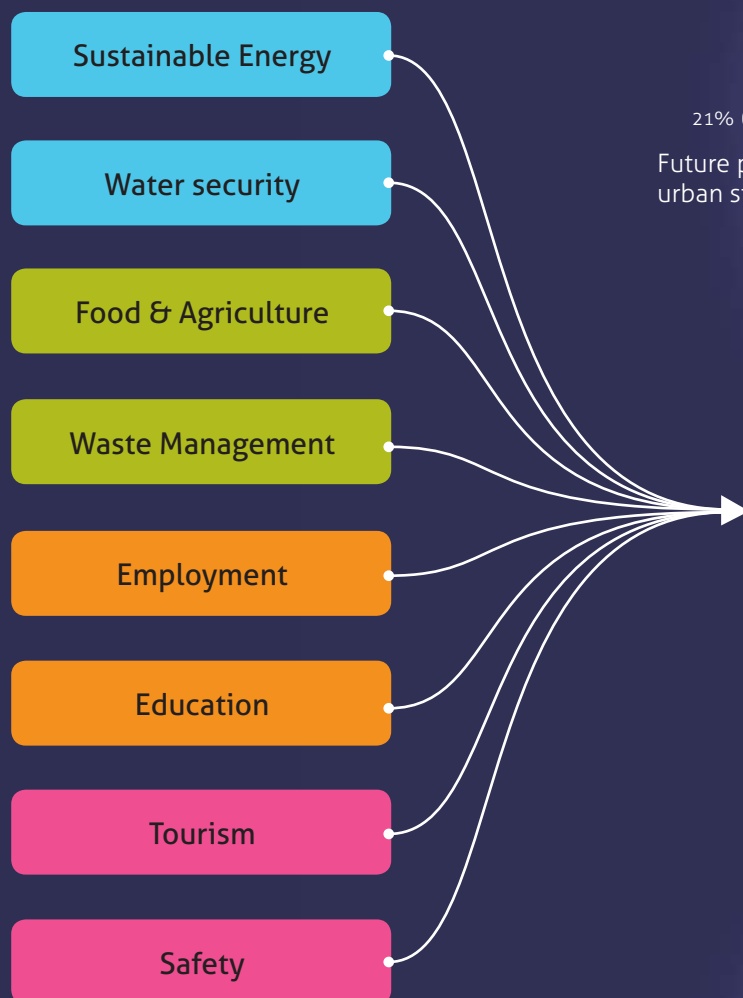 Sustainable Energy
Water security
Food & Agriculture
Waste Management
Employment
Education
Tourism
Safety
21%
Future
urban